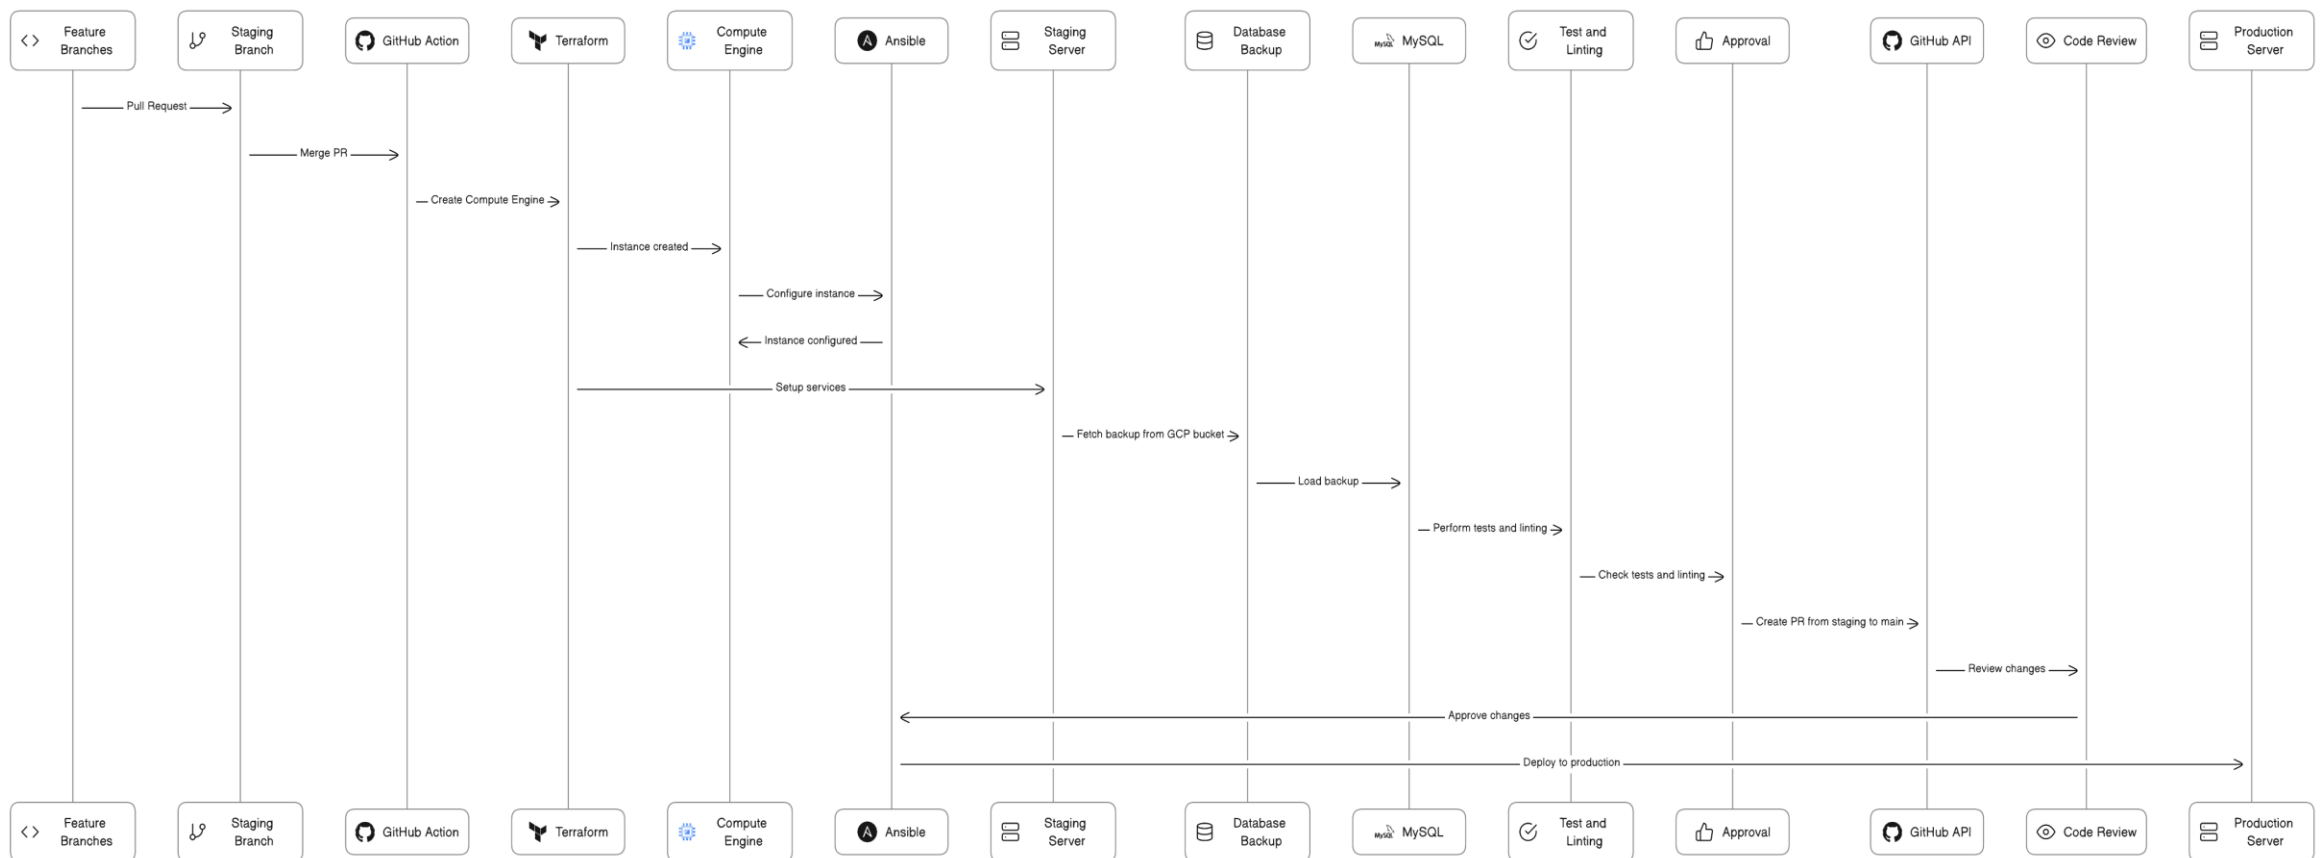 Feature
Branches
Staging
Branch
GitHub Action
Terraform
Compute
Engine
Ansible
Staging
Server
Database
Backup
MySQL
MySQL
Test and
Linting
Approval
GitHub API
Code Review
Production
Server
Pull Request
Merge PR
Create Compute Engine
Instance created
Configure instance
Instance configured
Setup services
Fetch backup from GCP bucket
Load backup
Perform tests and linting
Check tests and linting
Create PR from staging to main
Review changes
Approve changes
Deploy to production
Feature
Branches
Staging
Branch
GitHub Action
Terraform
Compute
Engine
Ansible
Staging
Server
Database
Backup
MySQL
MySQL
Test and
Linting
Approval
GitHub API
Code Review
Production
Server